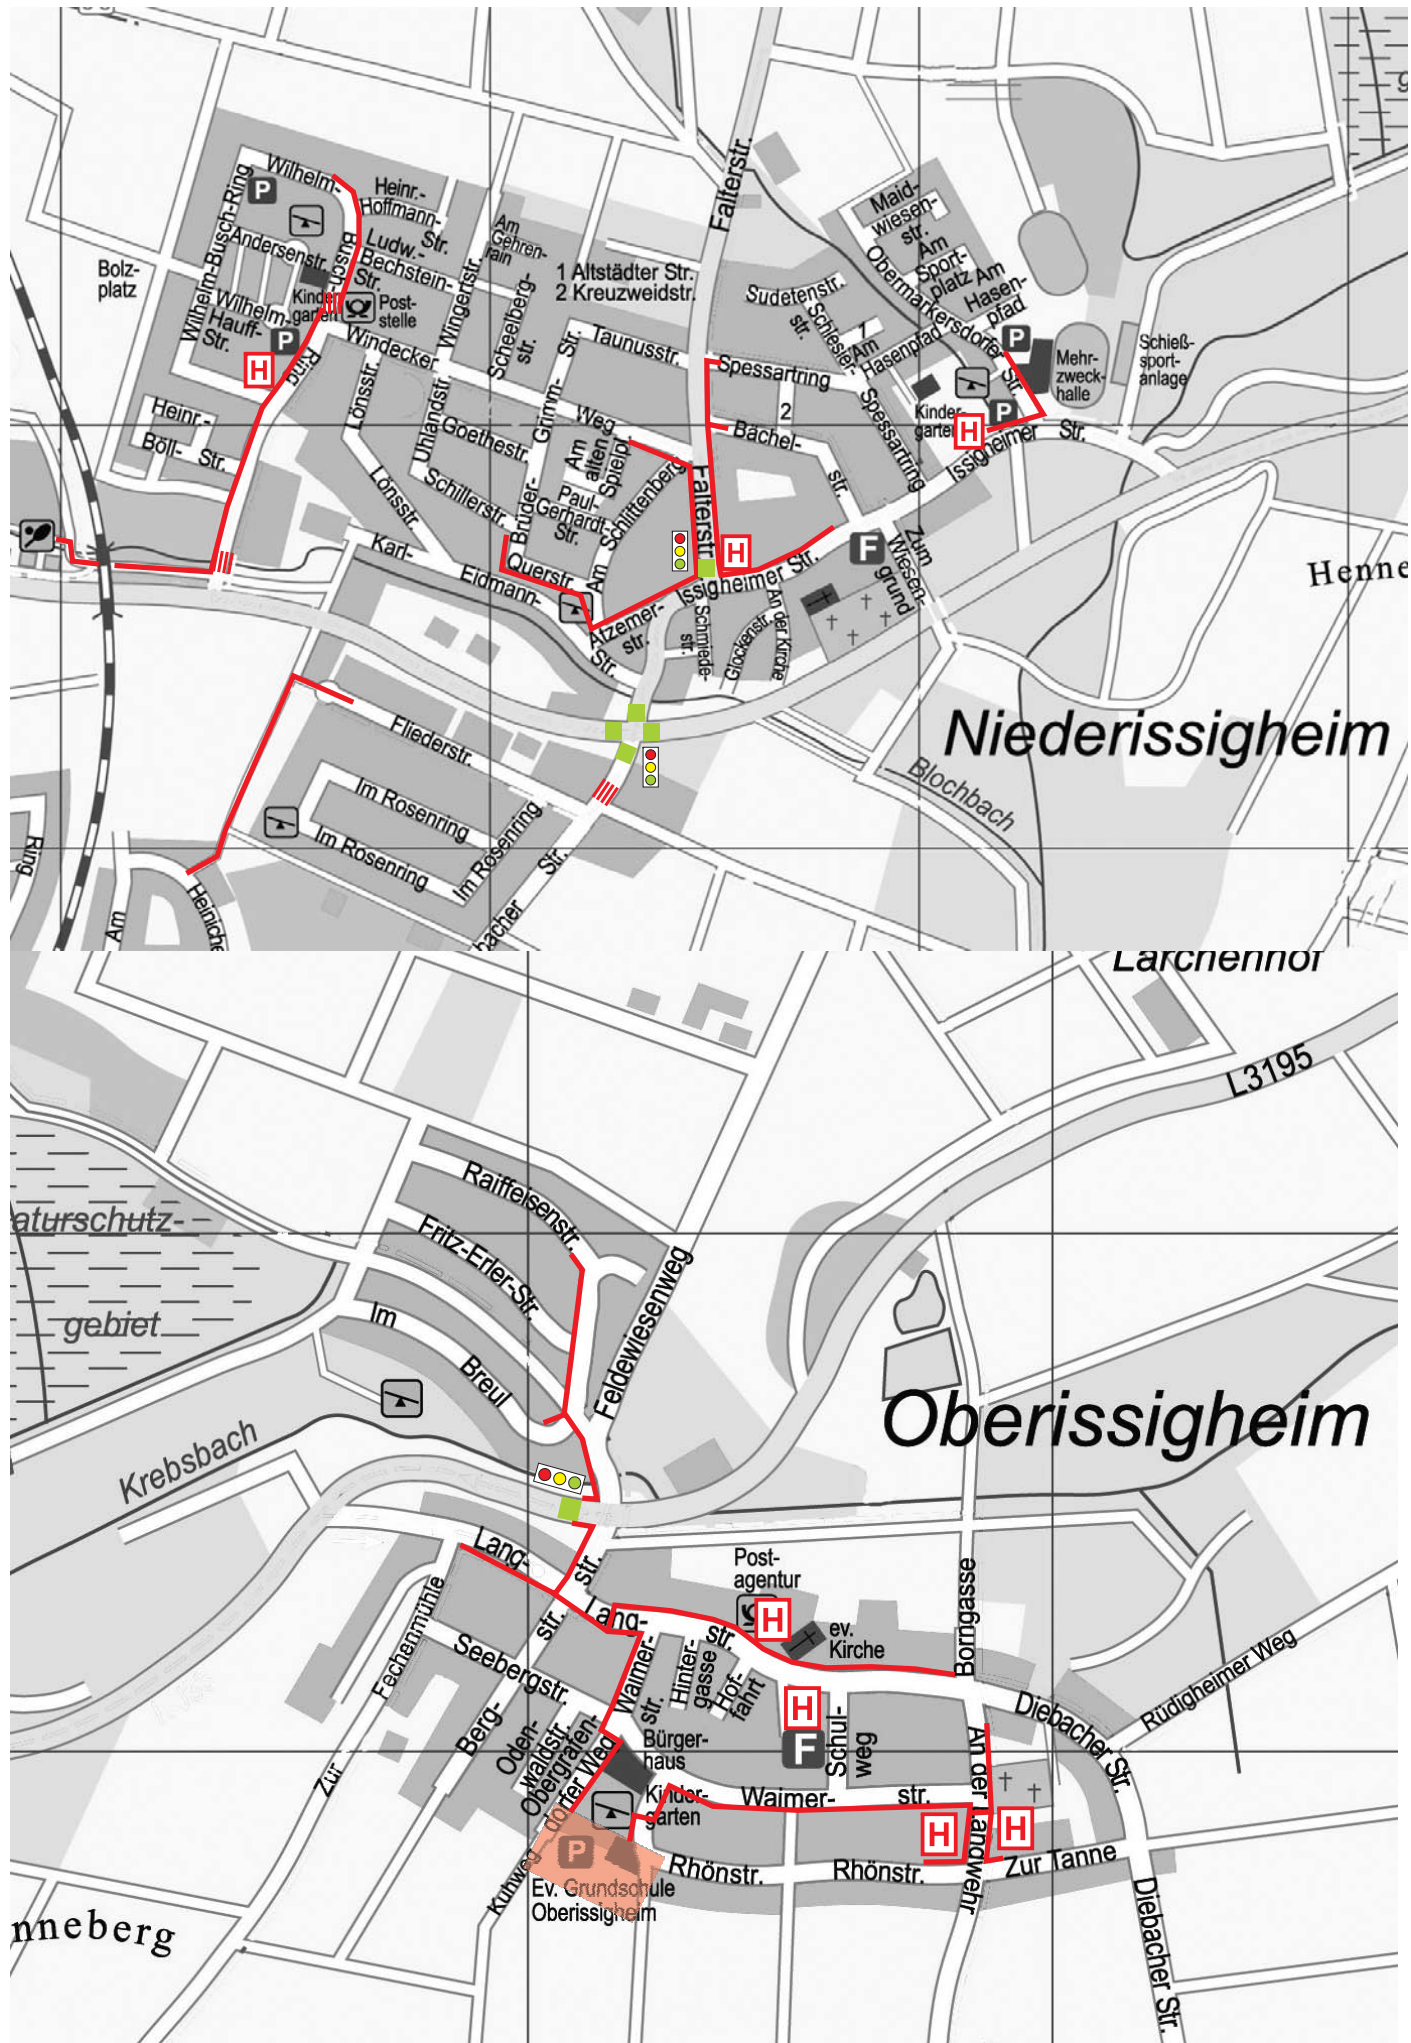 Falterstr.
Wilhelm-
P
Heinr.-
Hoffmann-
Str.
Am
Gehren-
rain
Maid-
wiesen-
str.
Am
Sport-
platz
Am
Hasen-
pfad
Obermarkersdorfer
Str.
Wilhelm-Busch-Ring
Andersenstr.
Busch-
Ring
Ludw.-
Bechstein-
Str.
Bolz-
platz
Wilhelm-
Hauff-
Str.
Kinder-
garten
Post-
stelle
P
H
Windecker
Weg
Wingertstr.
Scheelberg-
str.
1 Altstädter Str.
2 Kreuzweidstr.
Sudetenstr.
Schlesier-
str.
1
Am
Hasenpfad
P
Mehr-
zweck-
halle
Schieß-
sport-
anlage
Taunusstr.
Spessartring
2
Bächel-
str.
Spessartring
Kinder-
garten
P
H
Issigheimer Str.
Heinr.-
Böll- Str.
Lönsstr.
Lönsstr.
Uhlandstr.
Goethestr.
Schillerstr.
Brüder-
Grimm-
Str.
Am
alten
Spielpl.
Paul-
Gerhardt-
Str.
Am
Schlittenberg
Falterstr.
H
F
Querstr.
Karl-
Eidmann-
Str.
Atzemer-
str.
Issigheimer Str.
Schmiede-
str.
Glockenstr.
An der Kirche
Zum
Wiesen-
grund
Henne
Niederissigheim
Blochbach
Fliederstr.
Im Rosenring
Im Rosenring
Im Rosenring
Ring
Am
Heiniche
bacher
Str.
Lärchenhof
L3195
Raiffeisenstr.
Fritz-Erler-Str.
Im
Breul
Feldewiesenweg
aturschutz-
gebiet
Krebsbach
Oberissigheim
Lang-
str.
Post-
agentur
H
ev.
Kirche
Borngasse
Fechenmühle
Zur
Seebergstr.
Berg-
str.
Lang-
str.
Waimer-
str.
Hinter-
gasse
Hof-
fahrt
H
F
Schul-
weg
Oden-
waldstr.
Obergrafen-
dorfer Weg
Bürger-
haus
Kinder-
garten
Waimer-
str.
An der Landwehr
Diebacher Str.
Rüdigheimer Weg
H
H
Kuhweg
P
Ev. Grundschule
Oberissigheim
Rhönstr.
Rhönstr.
Zur Tanne
Diebacher Str.
nneberg